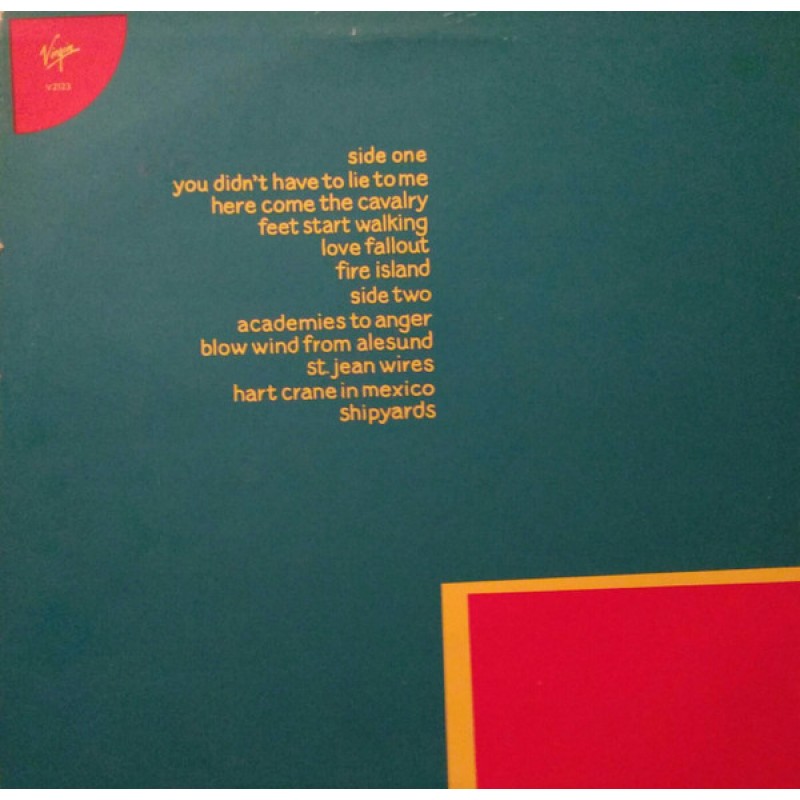 Virgin
V2123
side one
you didn't have to lie to me
here come the cavalry
feet start walking
love fallout
fire island
side two
academies to anger
blow wind from alesund
st. jean wires
hart crane in mexico
shipyards